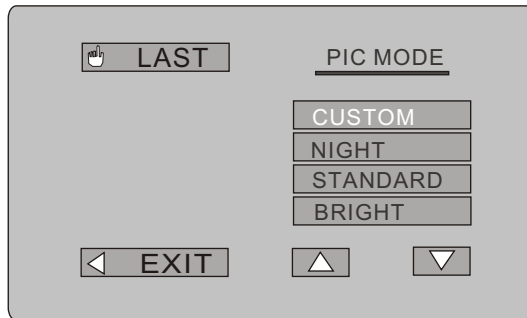 LAST
PIC MODE
CUSTOM
NIGHT
STANDARD
BRIGHT
EXIT